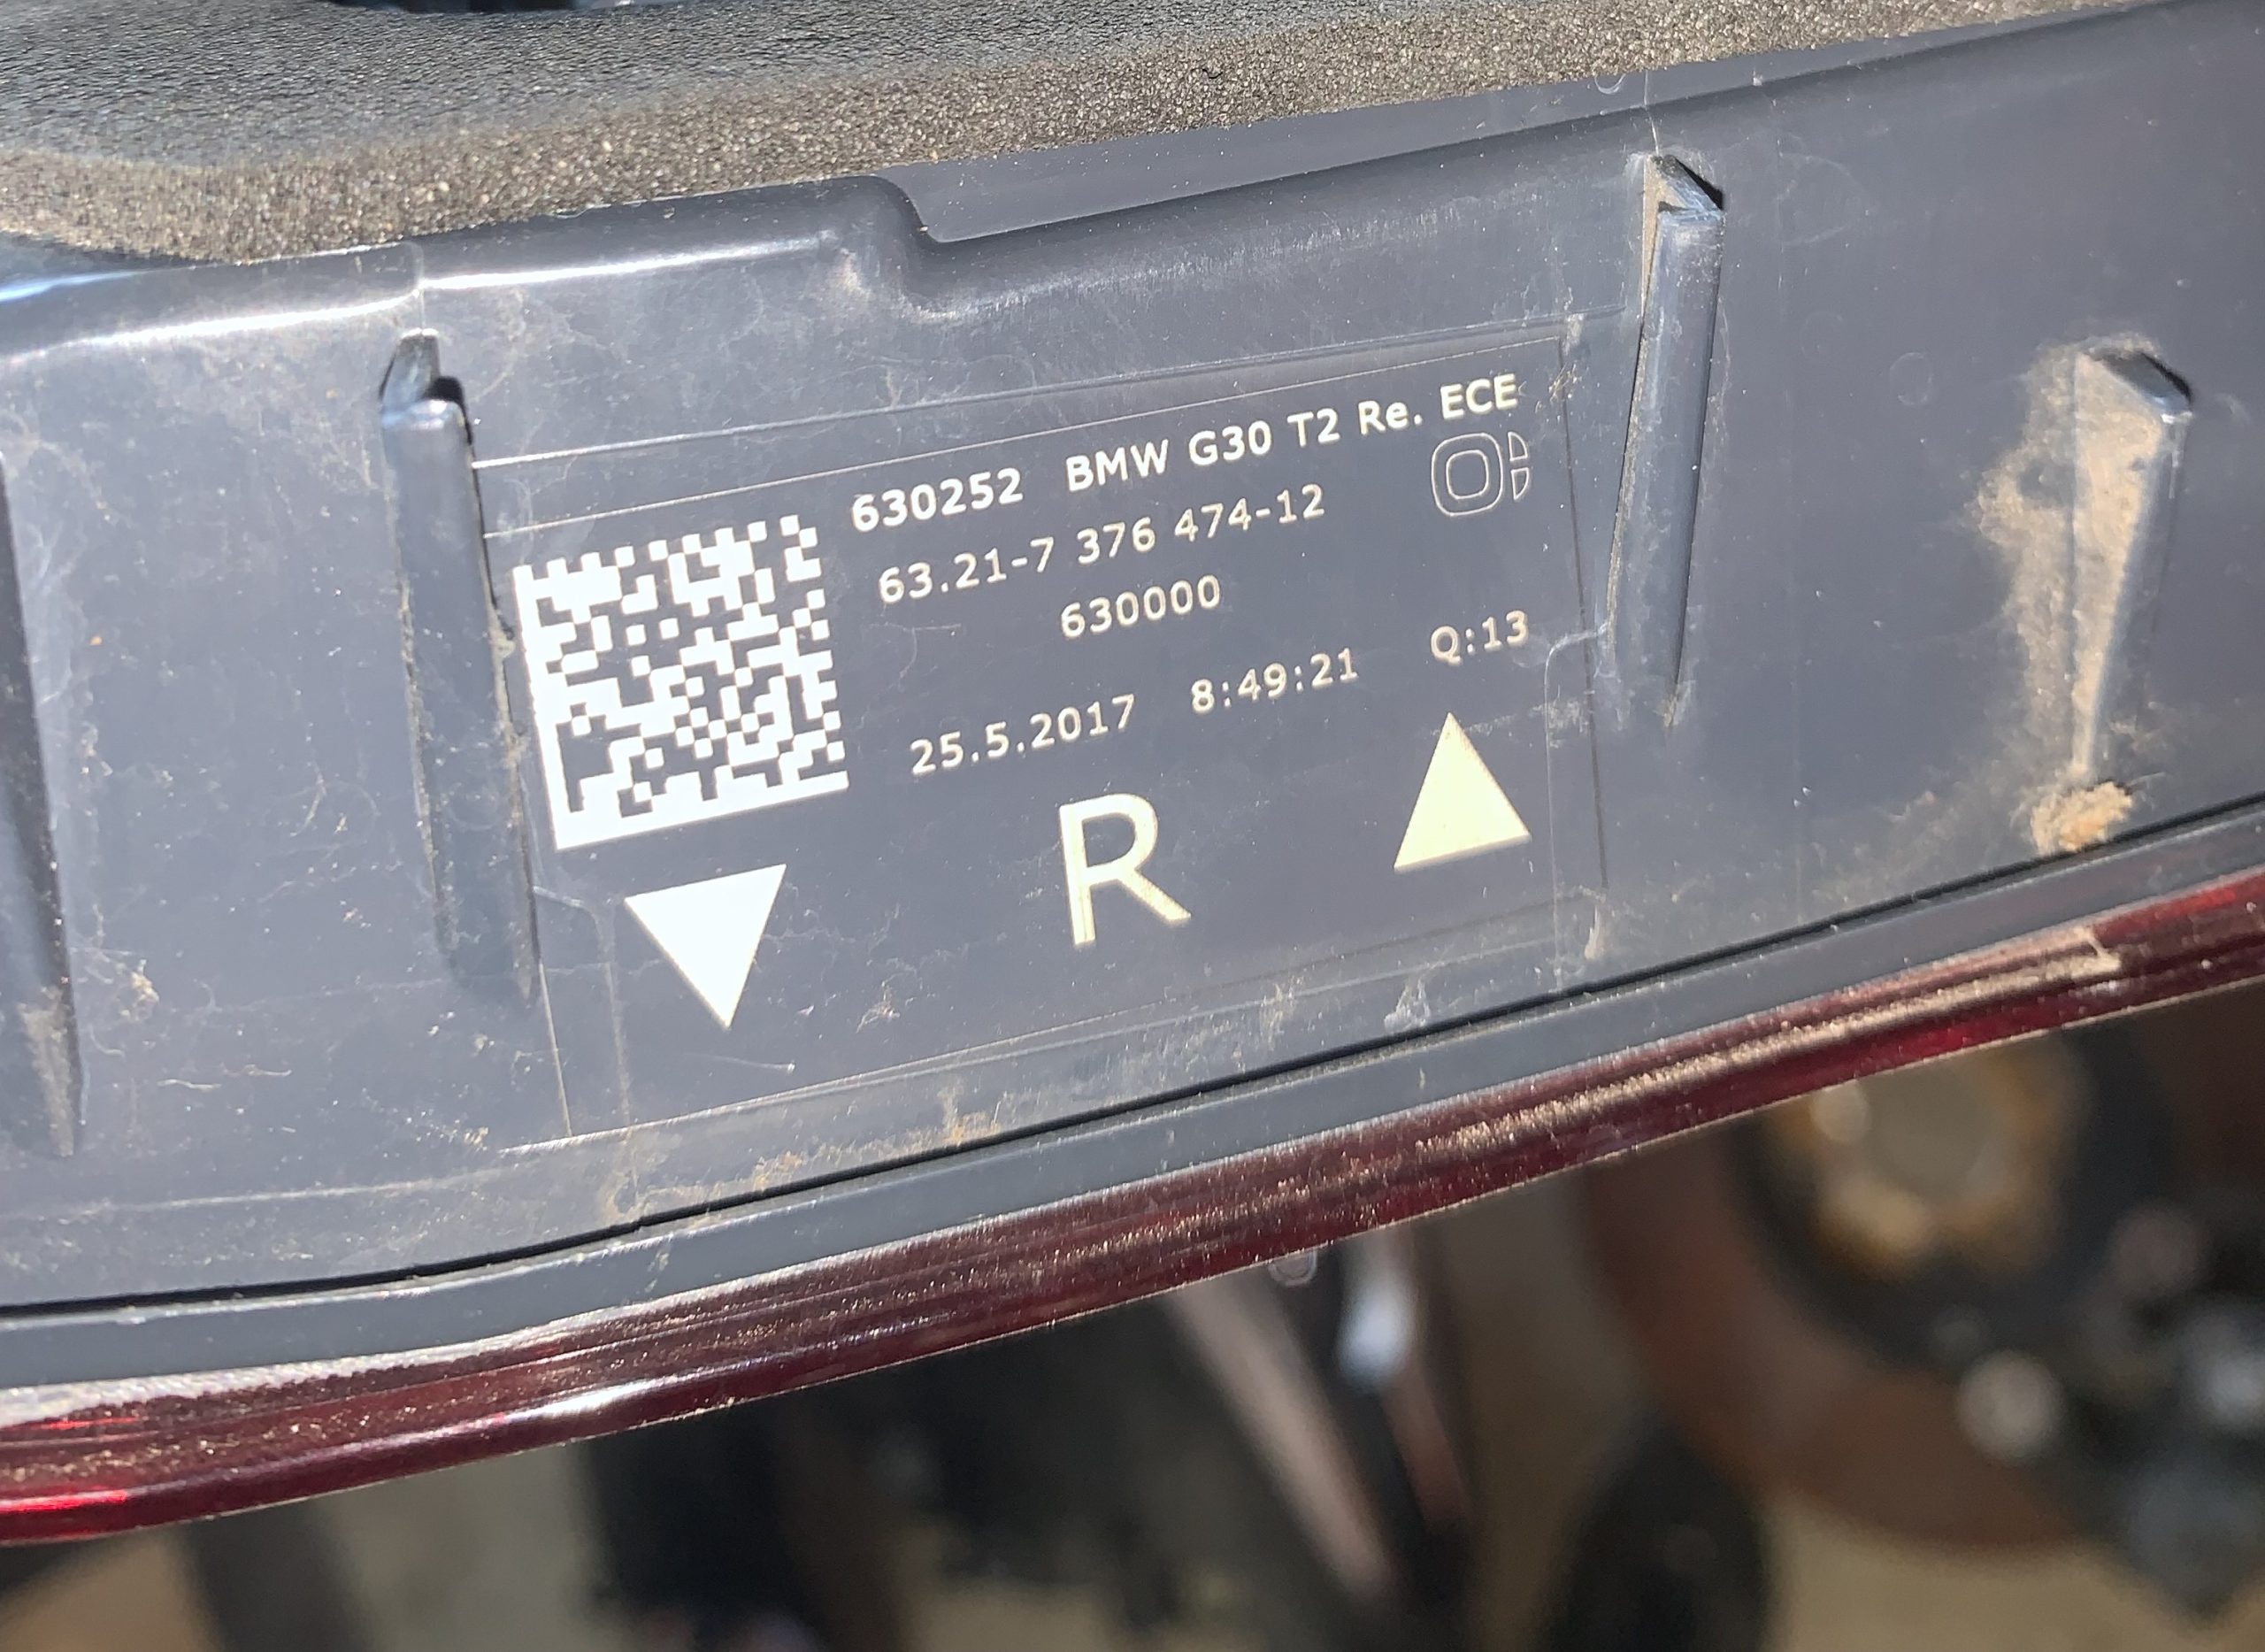 630252 BMW G30 T2 Re. ECE
63.21-7 376 474-12
630000
25.5.2017 8:49:21 Q:13
R